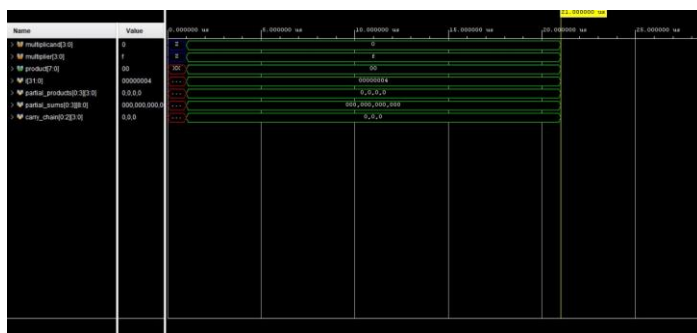 21.000000 us
Name Value 0.000000 us 5.000000 us 10.000000 us 15.000000 us 20.000000 us 25.000000 us
multiplicand[3:0] 0 Z 0
multiplier[3:0] f Z f
product[7:0] 00 XX 00
i[31:0] 00000004 ... 00000004
partial_products[0:3][3:0] 0,0,0,0 ... 0,0,0,0
partial_sums[0:3][8:0] 000,000,000,0 ... 000,000,000,000
carry_chain[0:2][3:0] 0,0,0 ... 0,0,0